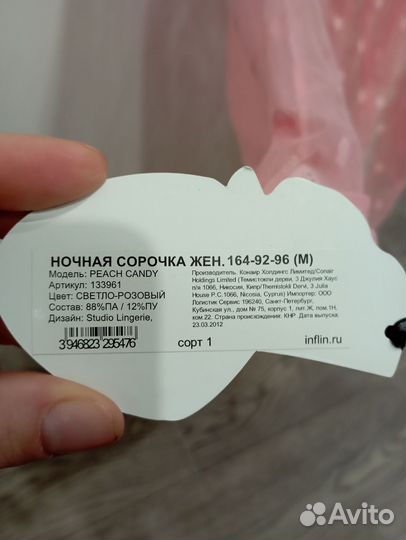 НОЧНАЯ СОРОЧКА ЖЕН. 164-92-96 (M)
Модель: PEACH CANDY
Артикул: 133961
Цвет: СВЕТЛО-РОЗОВЫЙ
Состав: 88%ПА / 12%ПУ
Дизайн: Studio Lingerie,
3946823295476
сорт 1
Производитель. Конаир Холдингс Лимитед/Conair
Holdings Limited (Темистокли дерви, 3 Джулия Хаус
п/я 1066, Никосия, Кипр/Themistokli Dervi, 3 Julia
House P.C.1066, Nicosia, Cyprus) Импортер: ООО
Логистик Сервис 196240, Санкт-Петербург,
Кубинская ул., дом № 75, корпус 1, лит Ж, пом.1Н,
ком.22. Страна происхождения: КНР Дата выпуска.
23.03.2012
inflin.ru
Avito